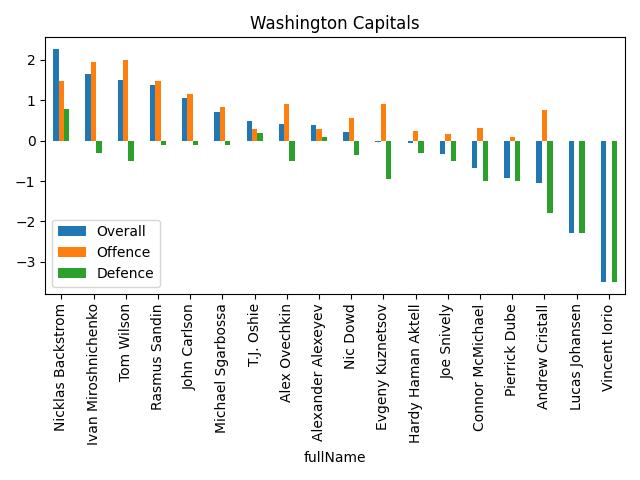 Washington Capitals
2
1
0
−1
−2
−3
Overall
Offence
Defence
Nicklas Backstrom
Ivan Miroshnichenko
Tom Wilson
Rasmus Sandin
John Carlson
Michael Sgarbossa
T.J. Oshie
Alex Ovechkin
Alexander Alexeyev
Nic Dowd
Evgeny Kuznetsov
Hardy Haman Aktell
Joe Snively
Connor McMichael
Pierrick Dube
Andrew Cristall
Lucas Johansen
Vincent Iorio
fullName